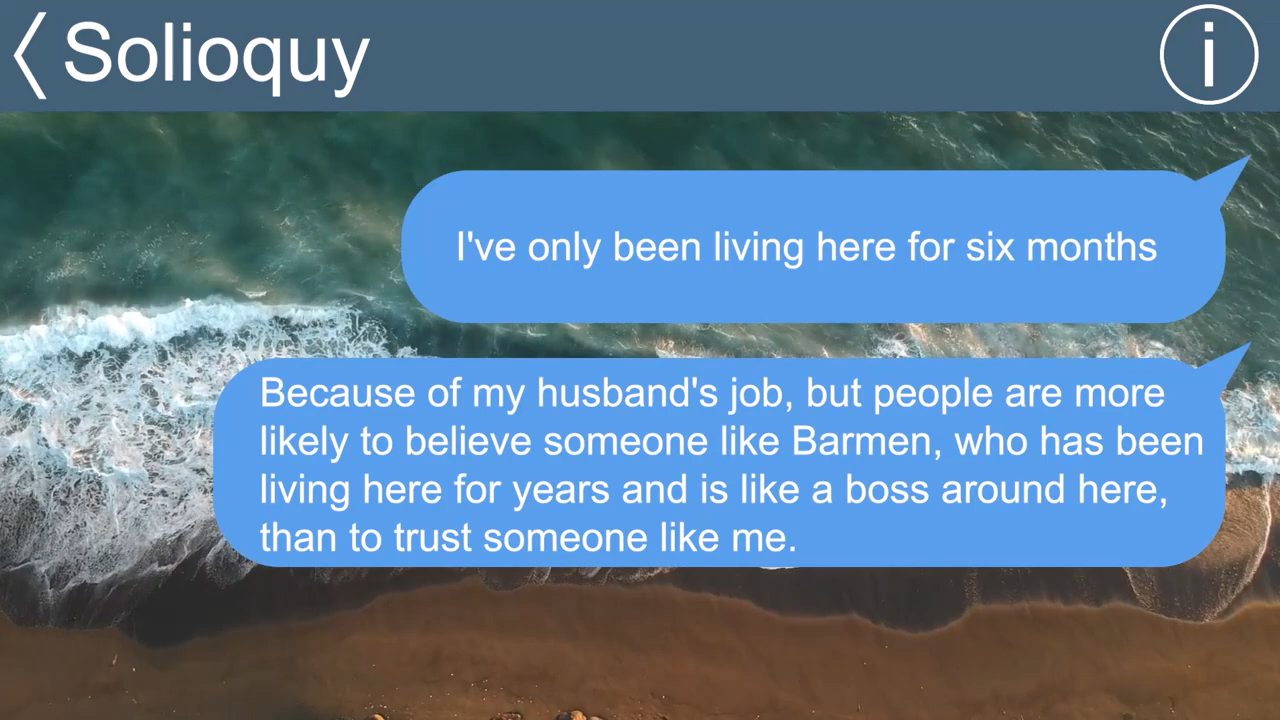 Solioquy
i
I've only been living here for six months
Because of my husband's job, but people are more
likely to believe someone like Barmen, who has been
living here for years and is like a boss around here,
than to trust someone like me.